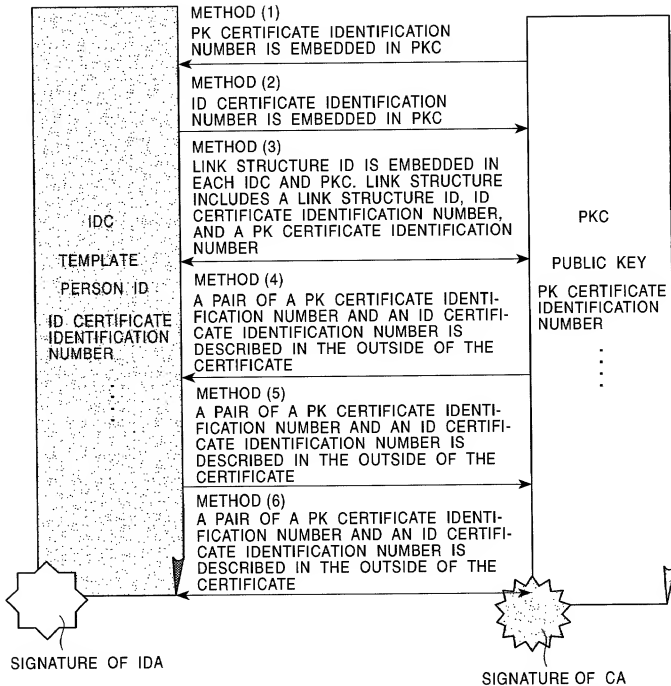 METHOD (1)
PK CERTIFICATE IDENTIFICATION
NUMBER IS EMBEDDED IN PKC
METHOD (2)
ID CERTIFICATE IDENTIFICATION
NUMBER IS EMBEDDED IN PKC
METHOD (3)
LINK STRUCTURE ID IS EMBEDDED IN
EACH IDC AND PKC. LINK STRUCTURE
INCLUDES A LINK STRUCTURE ID, ID
CERTIFICATE IDENTIFICATION NUMBER,
AND A PK CERTIFICATE IDENTIFICATION
NUMBER
METHOD (4)
A PAIR OF A PK CERTIFICATE IDENTI-
FICATION NUMBER AND AN ID CERTIFI-
CATE IDENTIFICATION NUMBER IS
DESCRIBED IN THE OUTSIDE OF THE
CERTIFICATE
METHOD (5)
A PAIR OF A PK CERTIFICATE IDENTI-
FICATION NUMBER AND AN ID CERTIFI-
CATE IDENTIFICATION NUMBER IS
DESCRIBED IN THE OUTSIDE OF THE
CERTIFICATE
METHOD (6)
A PAIR OF A PK CERTIFICATE IDENTI-
FICATION NUMBER AND AN ID CERTIFI-
CATE IDENTIFICATION NUMBER IS
DESCRIBED IN THE OUTSIDE OF THE
CERTIFICATE
IDC
TEMPLATE
PERSON ID
ID CERTIFICATE
IDENTIFICATION
NUMBER
PKC
PUBLIC KEY
PK CERTIFICATE
IDENTIFICATION
NUMBER
SIGNATURE OF IDA
SIGNATURE OF CA